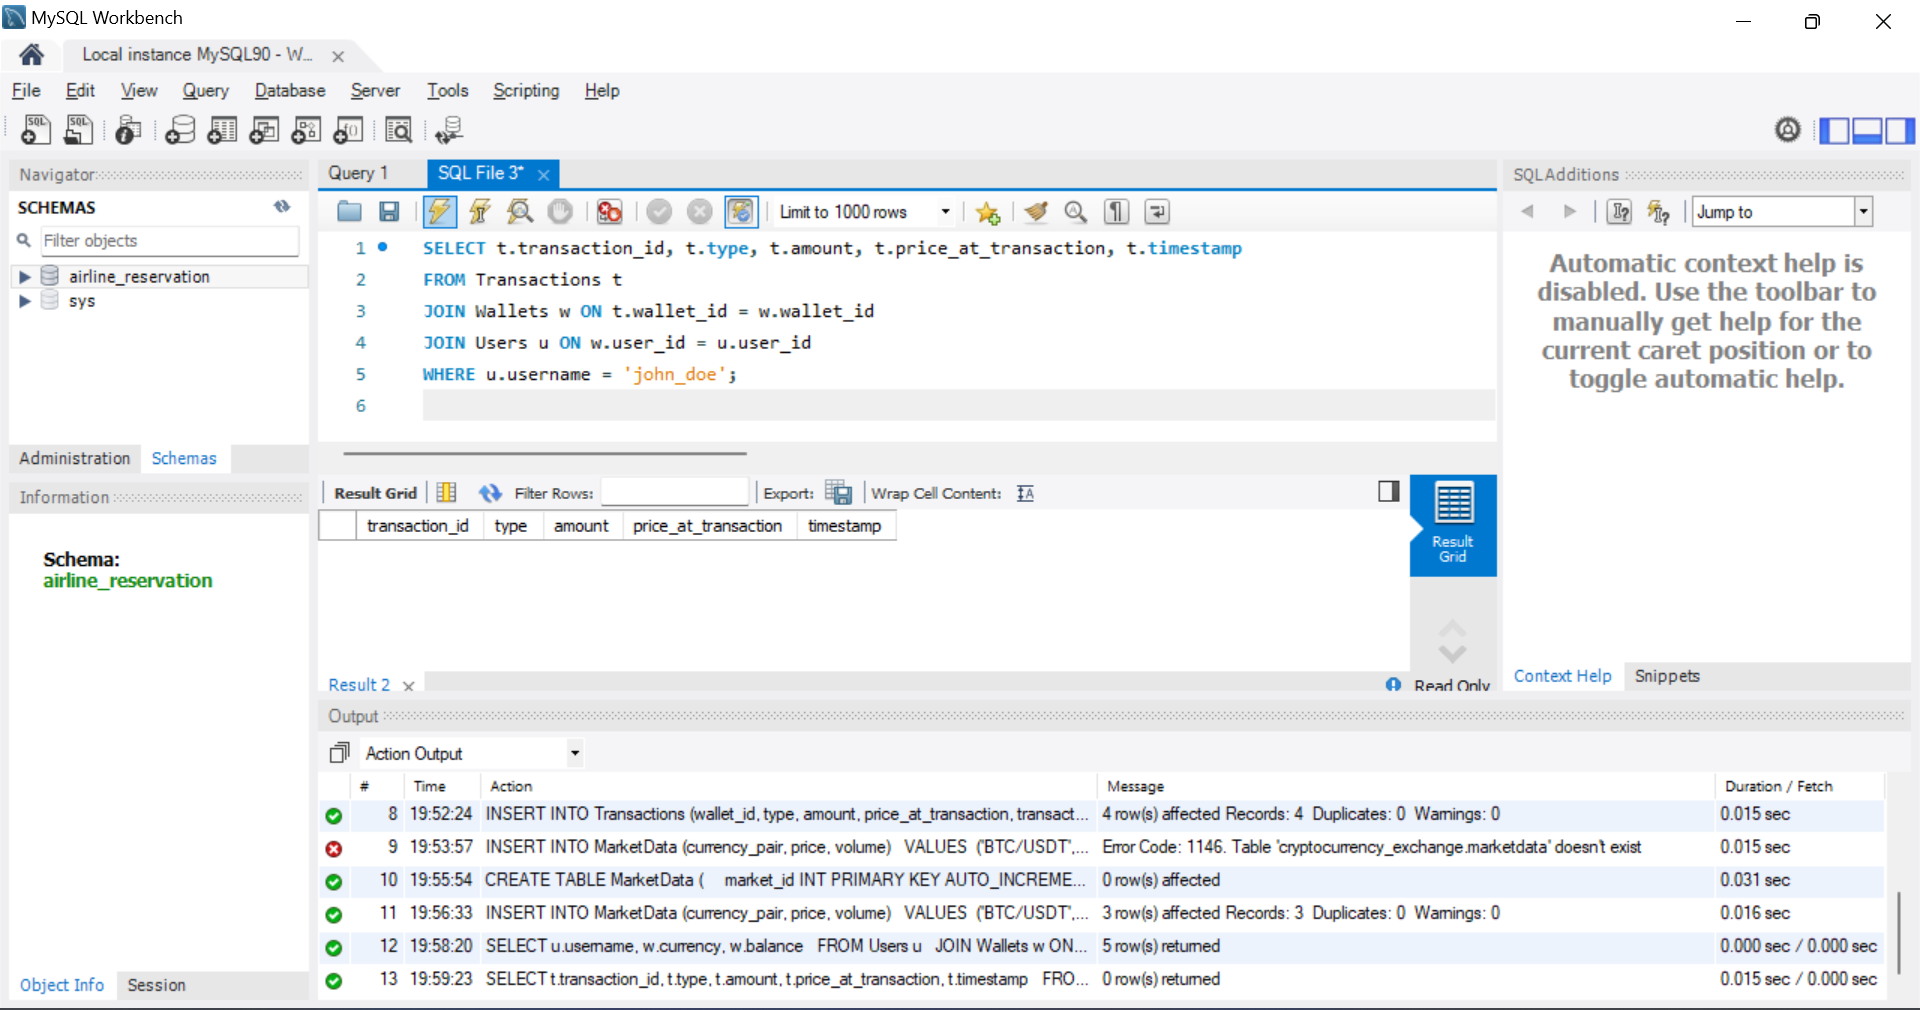 MySQL Workbench
Local instance MySQL90 - W...
File Edit View Query Database Server Tools Scripting Help
Navigator
SCHEMAS
Filter objects
airline_reservation
sys
Administration Schemas
Information
Schema:
airline_reservation
Object Info Session
Query 1 SQL File 3*
Limit to 1000 rows
1 SELECT t.transaction_id, t.type, t.amount, t.price_at_transaction, t.timestamp
2 FROM Transactions t
3 JOIN Wallets w ON t.wallet_id = w.wallet_id
4 JOIN Users u ON w.user_id = u.user_id
5 WHERE u.username = 'john_doe';
6
Result Grid Filter Rows: Export: Wrap Cell Content:
transaction_id type amount price_at_transaction timestamp
Result Grid
Result 2 Read Only
SQLAdditions
Jump to
Automatic context help is
disabled. Use the toolbar to
manually get help for the
current caret position or to
toggle automatic help.
Context Help Snippets
Output
Action Output
# Time Action Message Duration / Fetch
8 19:52:24 INSERT INTO Transactions (wallet_id, type, amount, price_at_transaction, transact... 4 row(s) affected Records: 4 Duplicates: 0 Warnings: 0 0.015 sec
9 19:53:57 INSERT INTO MarketData (currency_pair, price, volume) VALUES ('BTC/USDT',... Error Code: 1146. Table 'cryptocurrency_exchange.marketdata' doesn't exist 0.015 sec
10 19:55:54 CREATE TABLE MarketData ( market_id INT PRIMARY KEY AUTO_INCREME... 0 row(s) affected 0.031 sec
11 19:56:33 INSERT INTO MarketData (currency_pair, price, volume) VALUES ('BTC/USDT',... 3 row(s) affected Records: 3 Duplicates: 0 Warnings: 0 0.016 sec
12 19:58:20 SELECT u.username, w.currency, w.balance FROM Users u JOIN Wallets w ON... 5 row(s) returned 0.000 sec / 0.000 sec
13 19:59:23 SELECT t.transaction_id, t.type, t.amount, t.price_at_transaction, t.timestamp FRO... 0 row(s) returned 0.015 sec / 0.000 sec